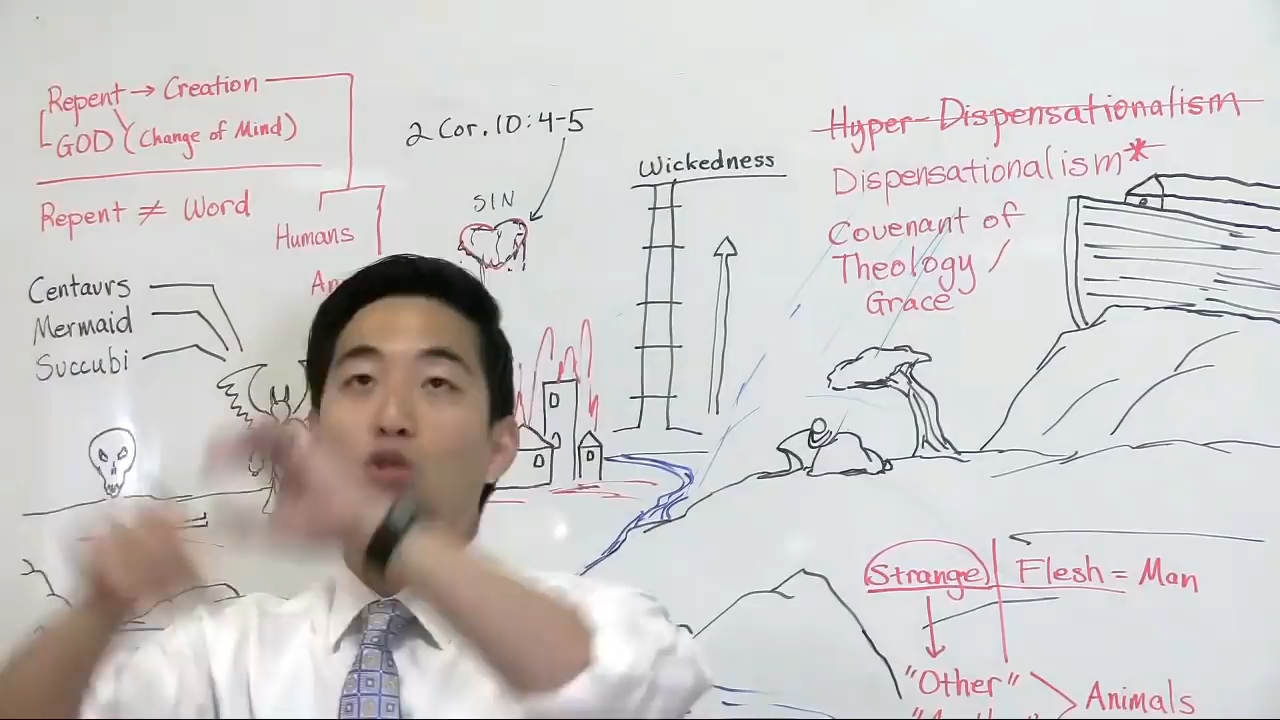 Repent → Creation
GOD (Change of Mind)
Repent ≠ Word
Humans
Centaurs
Mermaid
Succubi
2 Cor. 10:4-5
SIN
Wickedness
Hyper-Dispensationalism
Dispensationalism*
Covenant of
Theology /
Grace
Strange Flesh = Man
"Other"
Animals